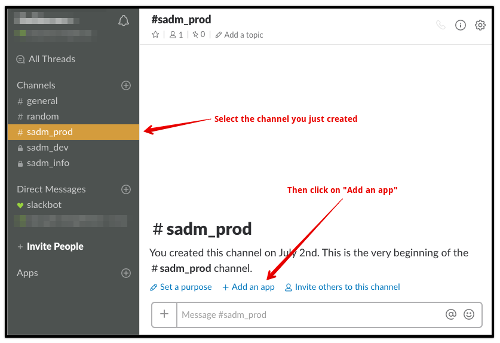 #sadm_prod
☆ | 1 | 0 | Add a topic
All Threads
Channels
# general
# random
# sadm_prod
sadm_dev
sadm_info
Direct Messages
slackbot
+ Invite People
Apps
Select the channel you just created
Then click on "Add an app"
#sadm_prod
You created this channel on July 2nd. This is the very beginning of the
#sadm_prod channel.
Set a purpose + Add an app Invite others to this channel
+ Message #sadm_prod @